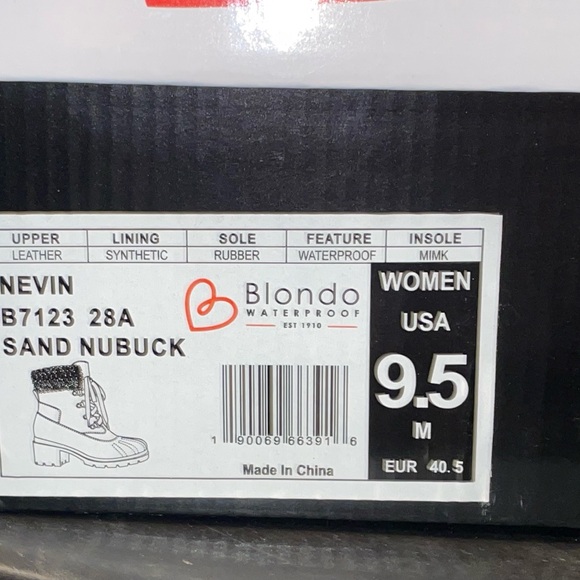 UPPER LINING SOLE FEATURE INSOLE
LEATHER SYNTHETIC RUBBER WATERPROOF MIMK
NEVIN
B7123 28A
SAND NUBUCK
Blondo
WATERPROOF
EST 1910
1 90069 66391 6
Made In China
WOMEN
USA
9.5
M
EUR 40.5